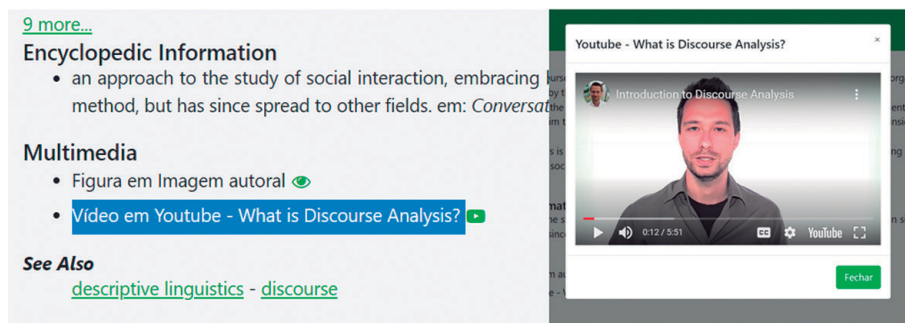 9 more...
Encyclopedic Information
• an approach to the study of social interaction, embracing
method, but has since spread to other fields. em: Conversat
Multimedia
• Figura em Imagem autoral
• Vídeo em Youtube - What is Discourse Analysis?
See Also
descriptive linguistics - discourse
Youtube - What is Discourse Analysis?
×
Introduction to Discourse Analysis
0:12 / 5:51
CC
YouTube
Fechar